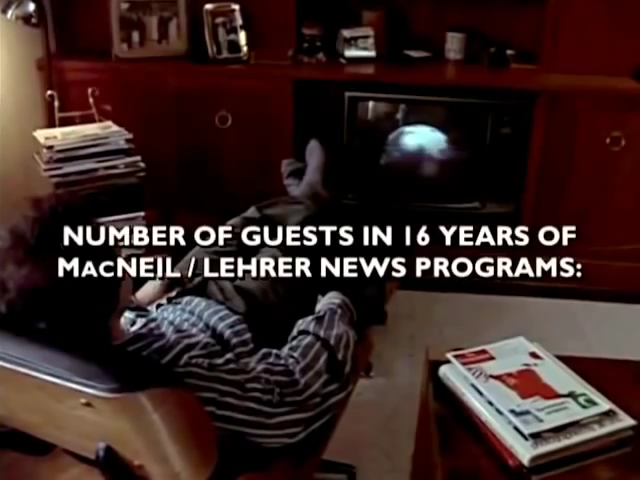 NUMBER OF GUESTS IN 16 YEARS OF
MACNEIL / LEHRER NEWS PROGRAMS: